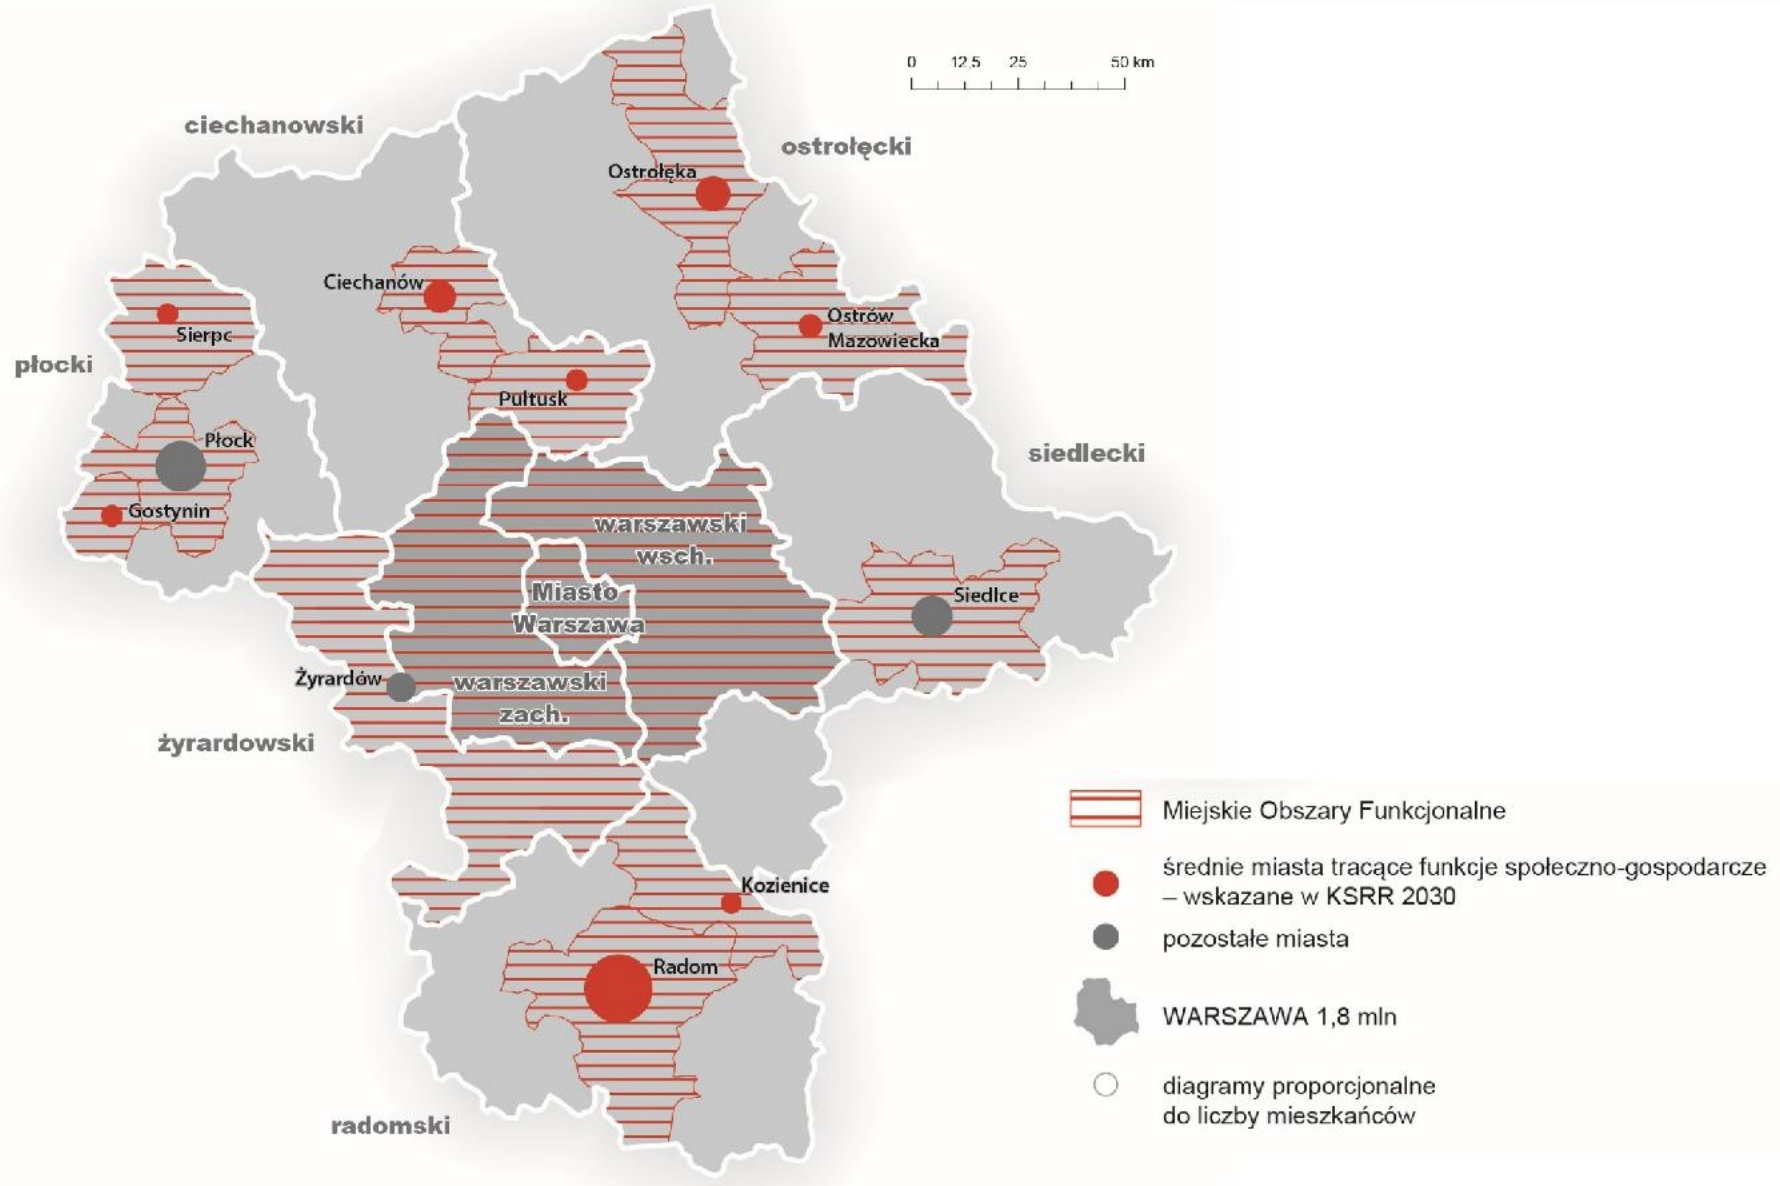 0 12,5 25 50 km
ciechanowski
ostrołęcki
Ostrołęka
Ciechanów
Ostrów
Mazowiecka
Sierpc
płocki
Pułtusk
Płock
siedlecki
Gostynin
warszawski
wsch.
Miasto
Warszawa
Siedlce
Żyrardów
warszawski
zach.
żyrardowski
Kozienice
Radom
radomski
Miejskie Obszary Funkcjonalne
średnie miasta tracące funkcje społeczno-gospodarcze
– wskazane w KSRR 2030
pozostałe miasta
WARSZAWA 1,8 mln
diagramy proporcjonalne
do liczby mieszkańców